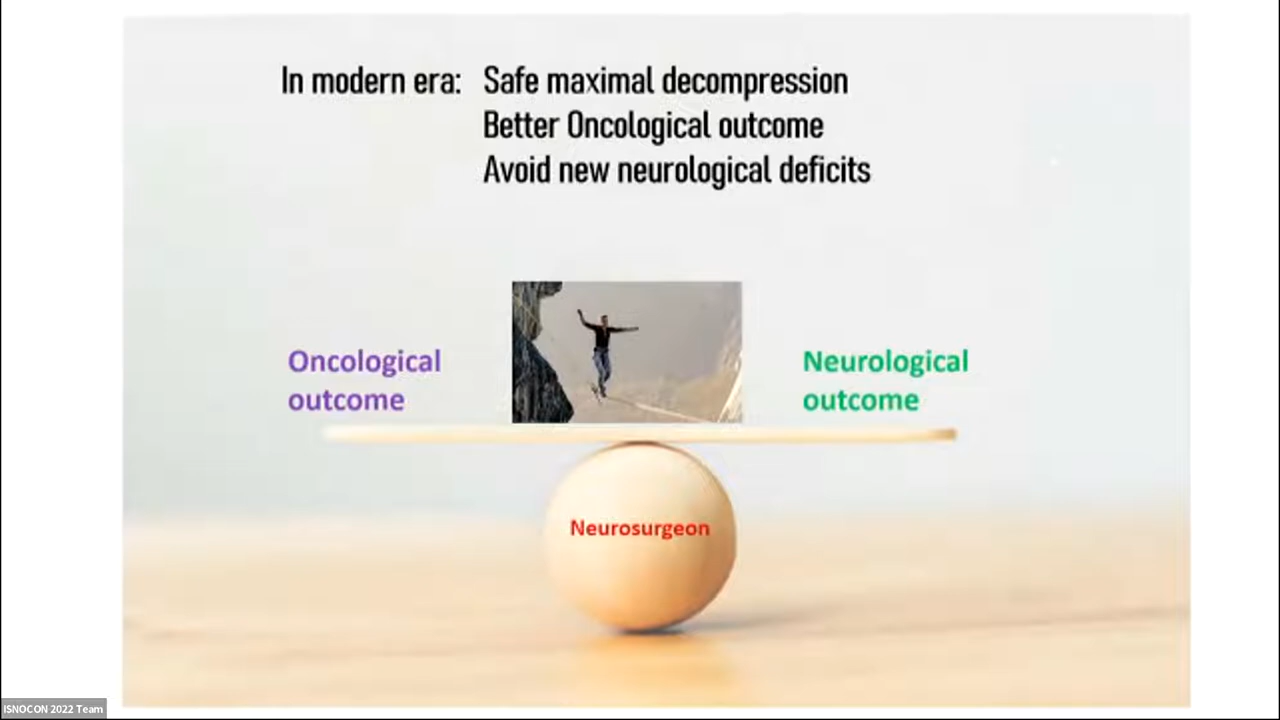 In modern era: Safe maximal decompression
Better Oncological outcome
Avoid new neurological deficits
Oncological
outcome
Neurological
outcome
Neurosurgeon
ISNOCON 2022 Team